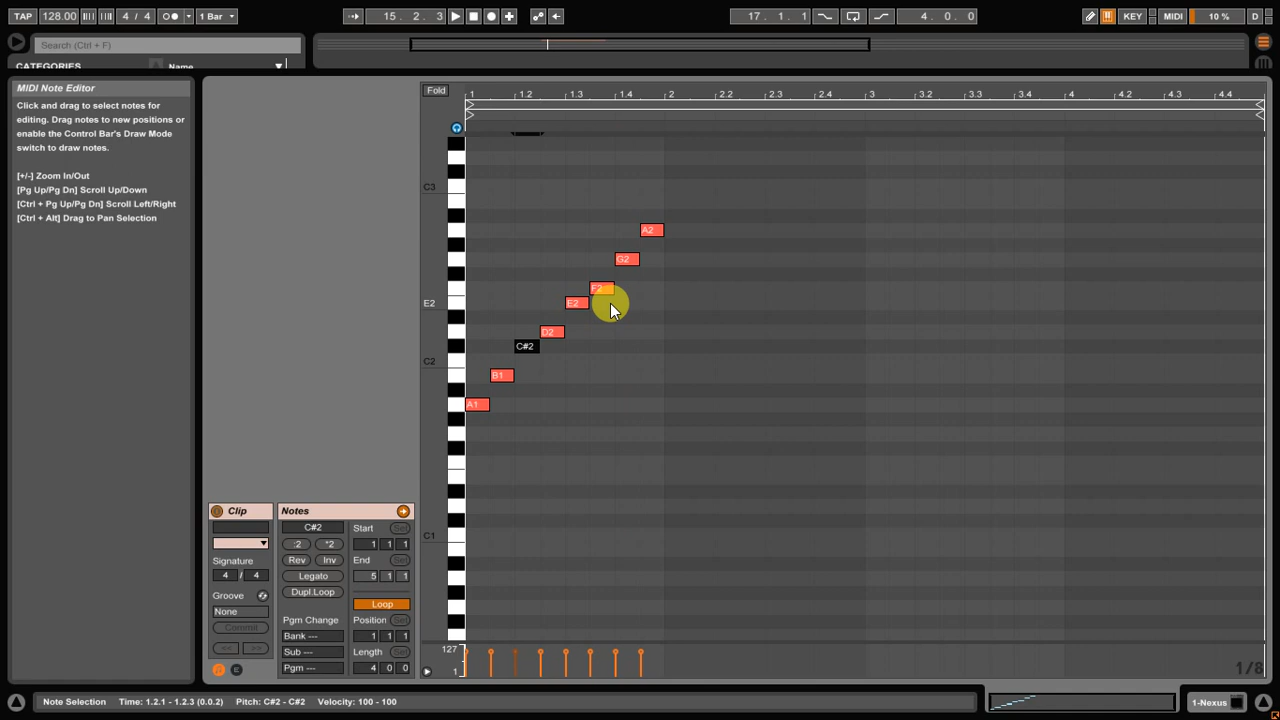 TAP 128.00 4 / 4 1 Bar 15. 2. 3 17. 1. 1 4. 0. 0 KEY MIDI 10 % D
Search (Ctrl + F)
CATEGORIES Name
MIDI Note Editor
Click and drag to select notes for
editing. Drag notes to new positions or
enable the Control Bar's Draw Mode
switch to draw notes.
[+/-] Zoom In/Out
[Pg Up/Pg Dn] Scroll Up/Down
[Ctrl + Pg Up/Pg Dn] Scroll Left/Right
[Ctrl + Alt] Drag to Pan Selection
Fold 1 1.2 1.3 1.4 2 2.2 2.3 2.4 3 3.2 3.3 3.4 4 4.2 4.3 4.4
C3
A2
G2
F2
E2 E2
D2
C#2
C2
B1
A1
C1
Clip Notes
C#2 Start Set
:2 *2 1 1 1
Signature Rev Inv End Set
4 / 4 Legato 5 1 1
Groove Dupl.Loop
None Loop
Commit Pgm Change Position Set
<< >> Bank --- 1 1 1
Sub --- Length Set
Pgm --- 4 0 0
127
1
1/8
Note Selection Time: 1.2.1 - 1.2.3 (0.0.2) Pitch: C#2 - C#2 Velocity: 100 - 100 1-Nexus